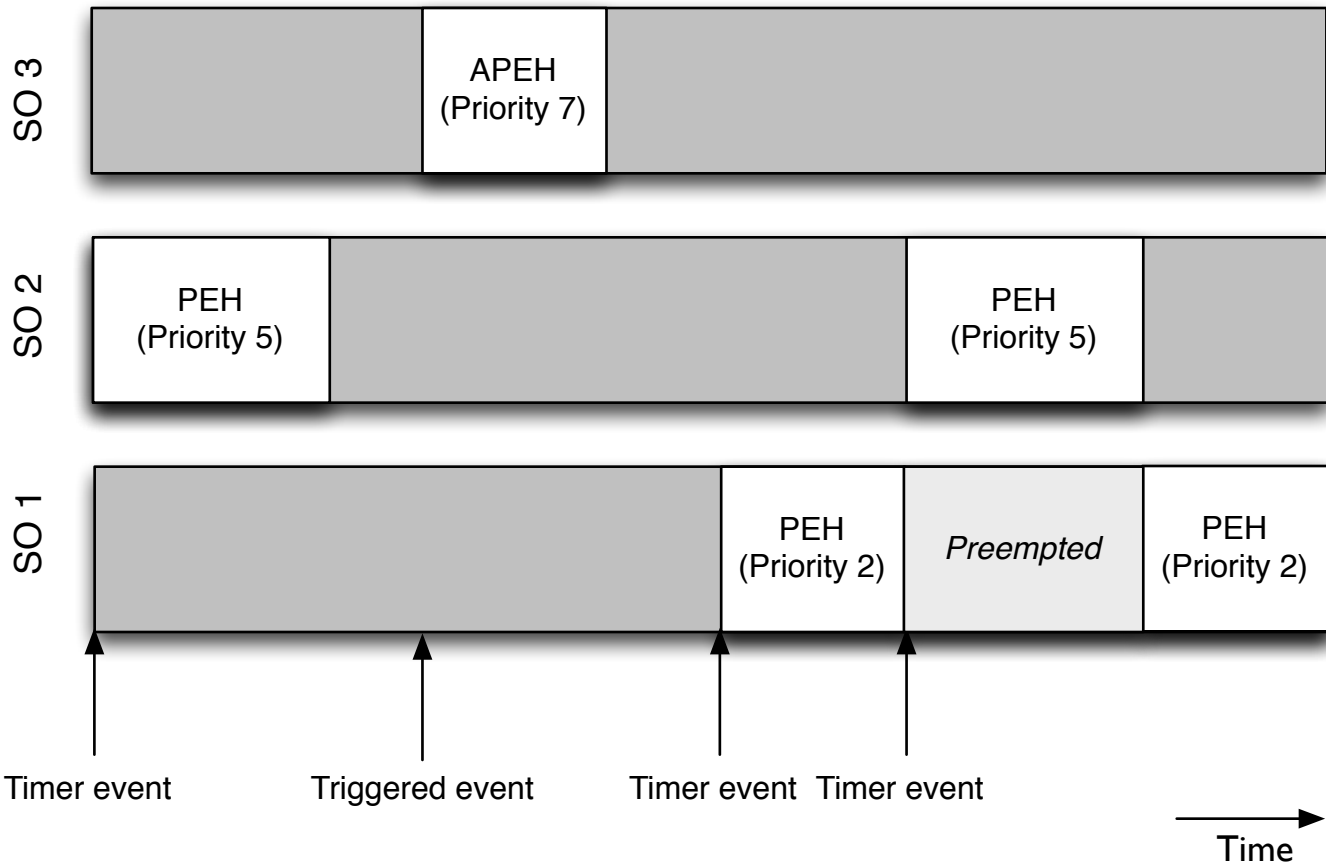 SO 3
APEH
(Priority 7)
SO 2
PEH
(Priority 5)
PEH
(Priority 5)
SO 1
PEH
(Priority 2)
Preempted
PEH
(Priority 2)
Timer event
Triggered event
Timer event
Timer event
Time